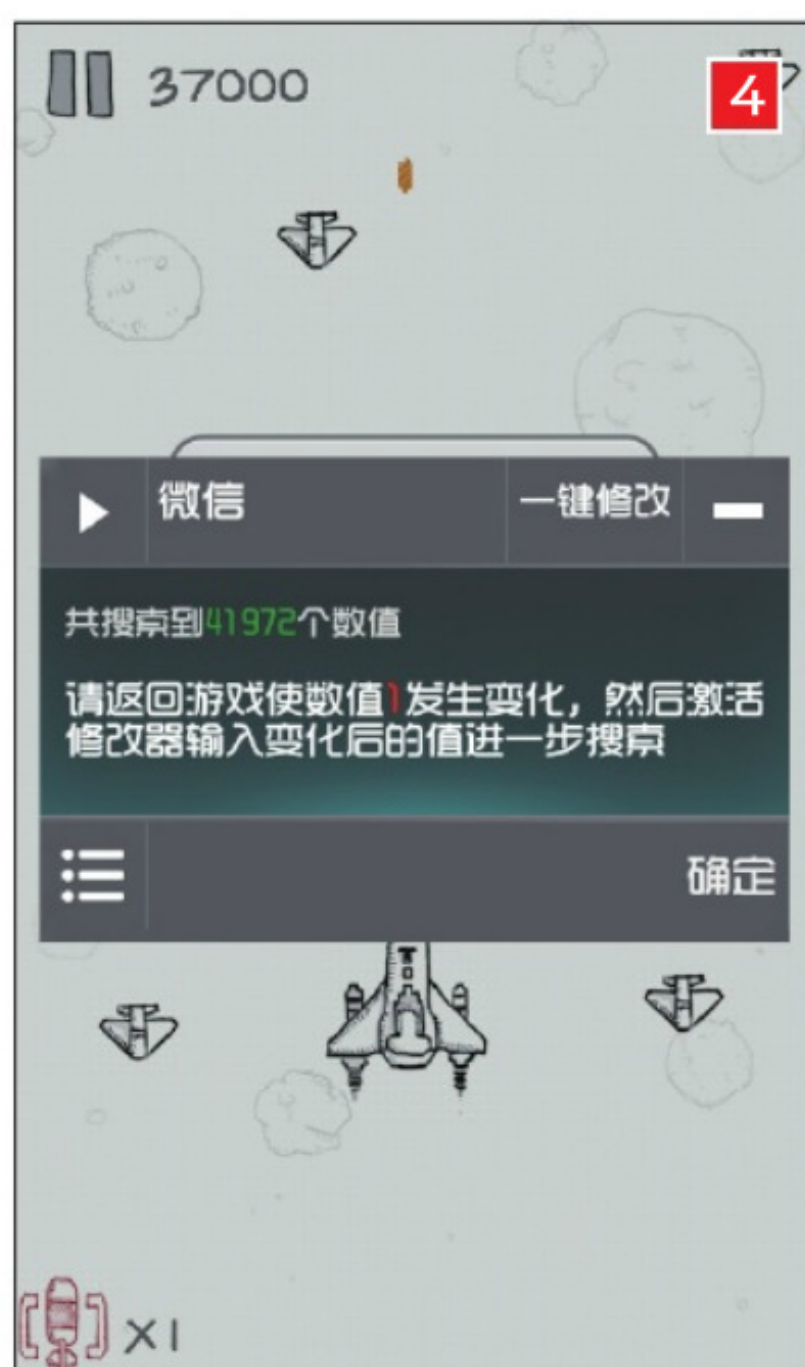 37000
4
微信
一键修改
共搜索到41972个数值
请返回游戏使数值1发生变化，然后激活
修改器输入变化后的值进一步搜索
确定
X1